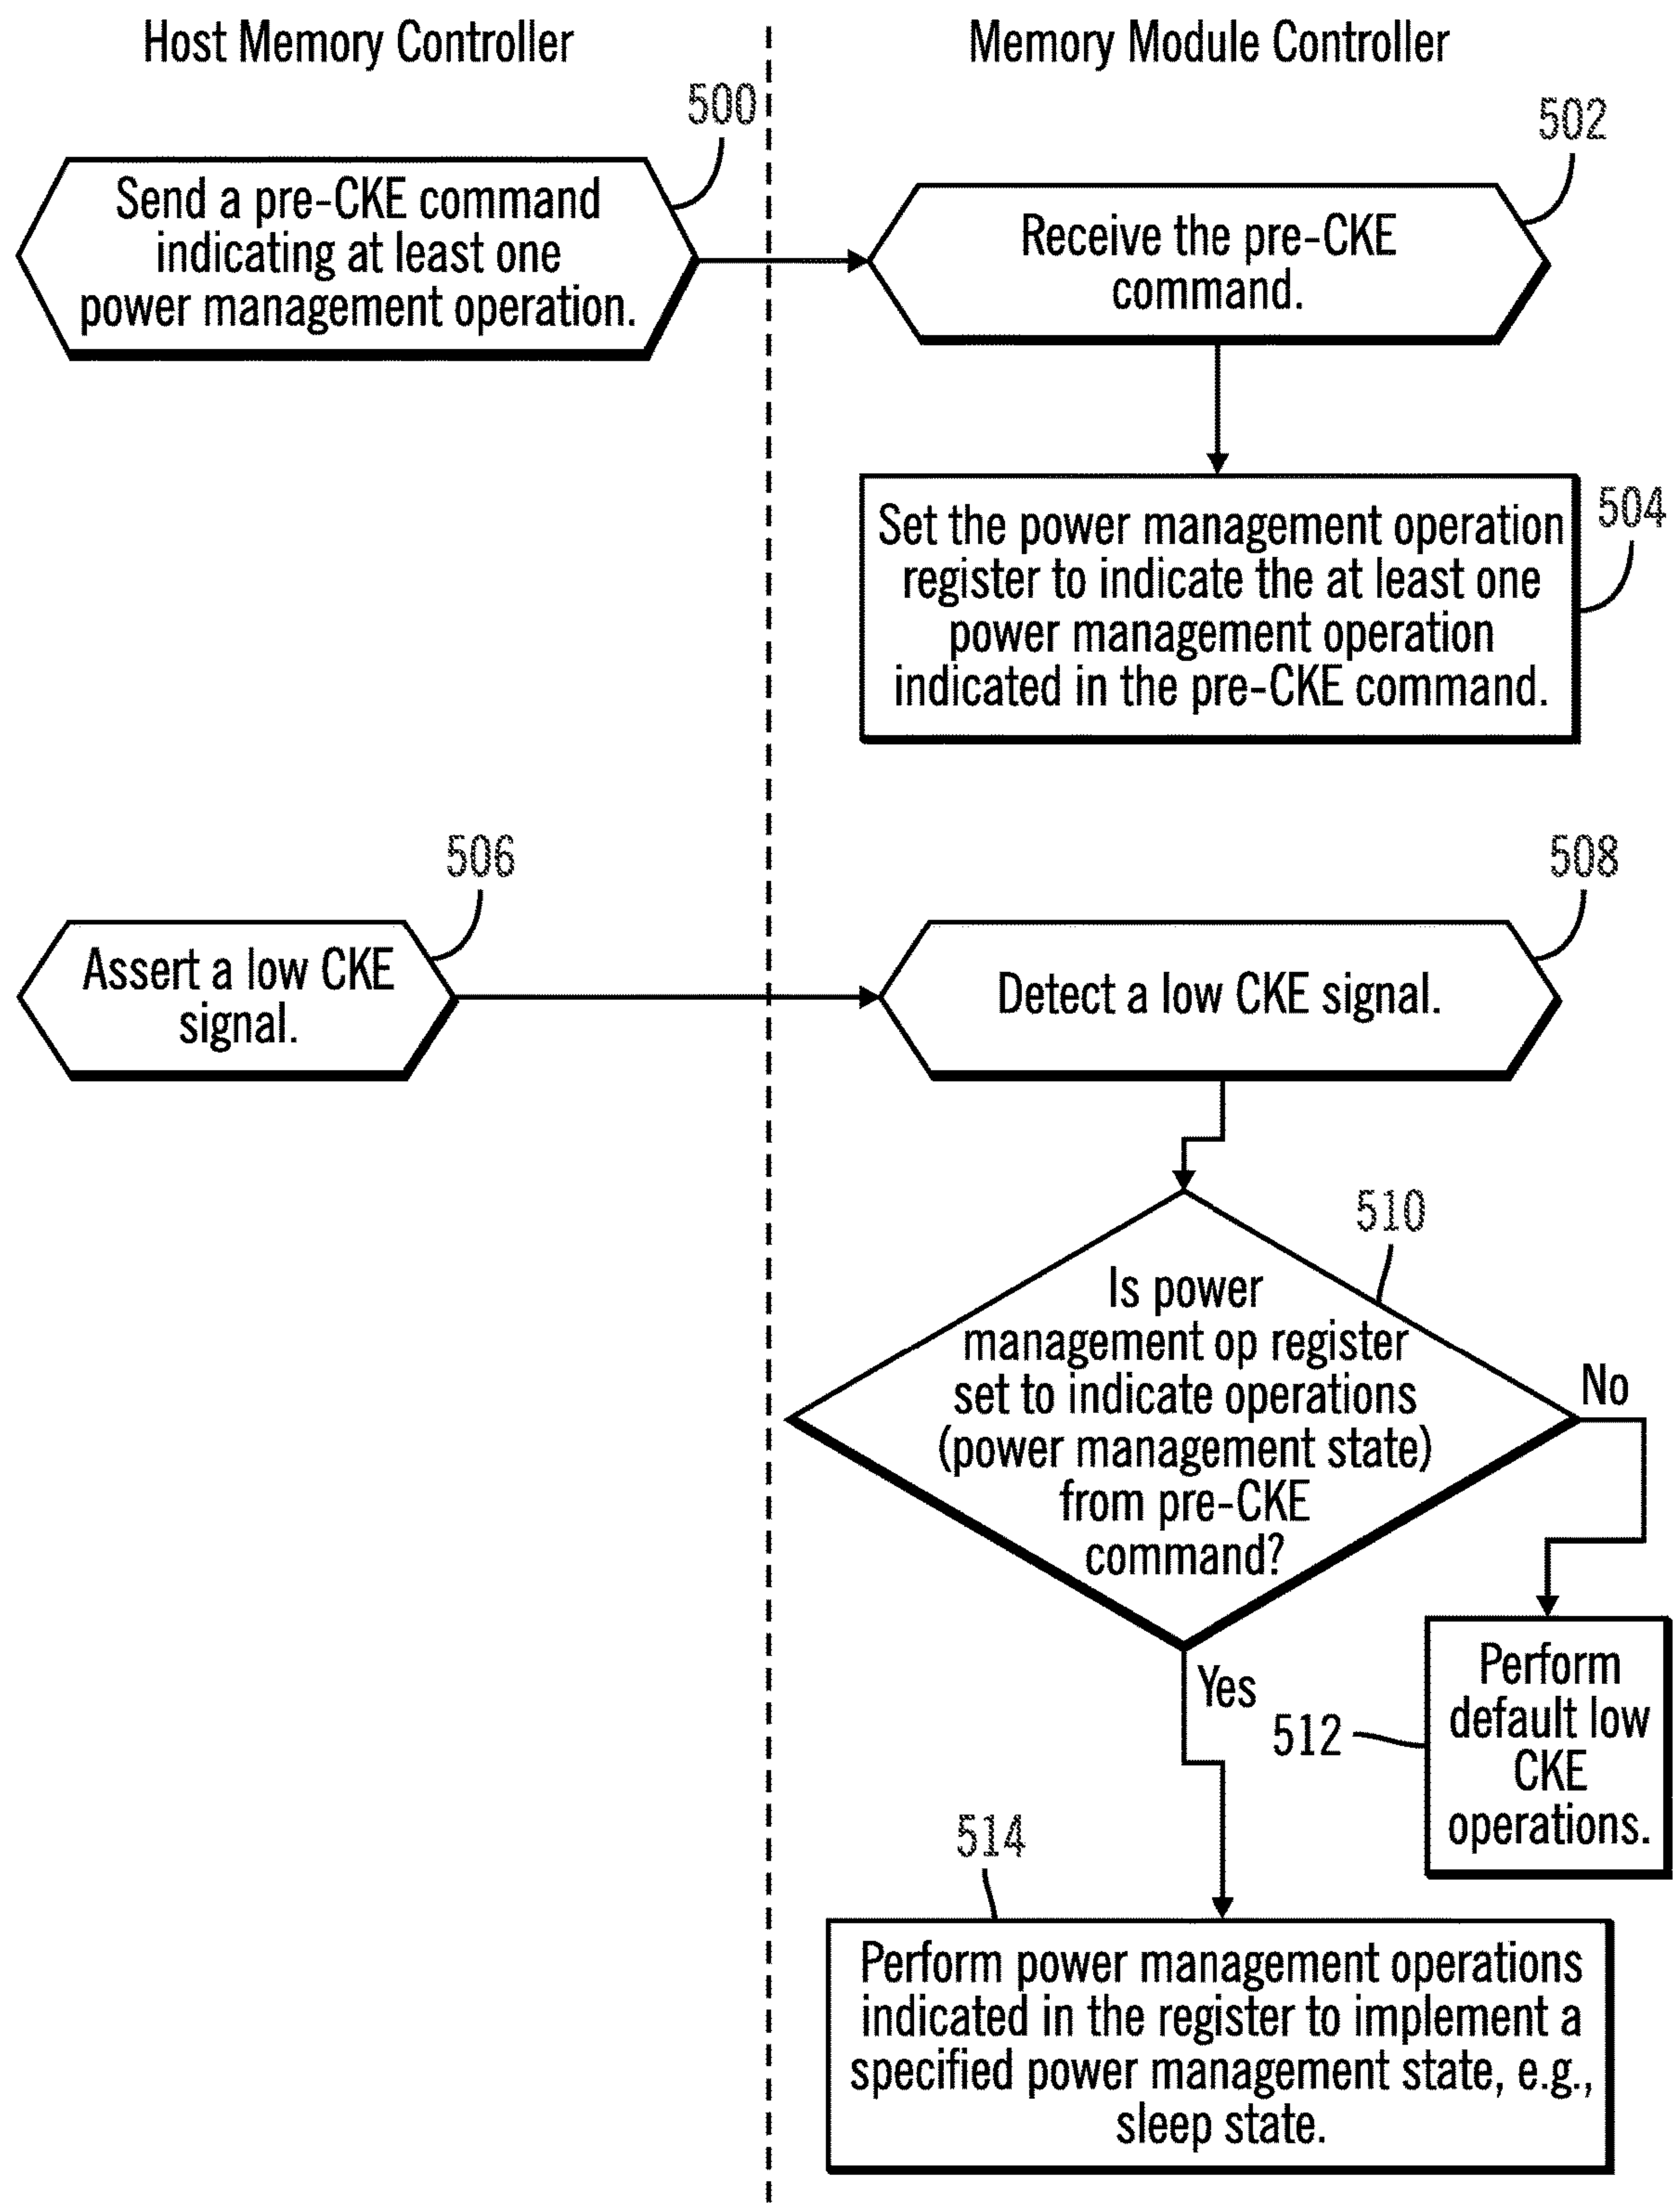 Host Memory Controller
Memory Module Controller
500
Send a pre-CKE command
indicating at least one
power management operation.
502
Receive the pre-CKE
command.
504
Set the power management operation
register to indicate the at least one
power management operation
indicated in the pre-CKE command.
506
Assert a low CKE
signal.
508
Detect a low CKE signal.
510
Is power
management op register
set to indicate operations
(power management state)
from pre-CKE
command?
No
Yes
512
Perform
default low
CKE
operations.
514
Perform power management operations
indicated in the register to implement a
specified power management state, e.g.,
sleep state.